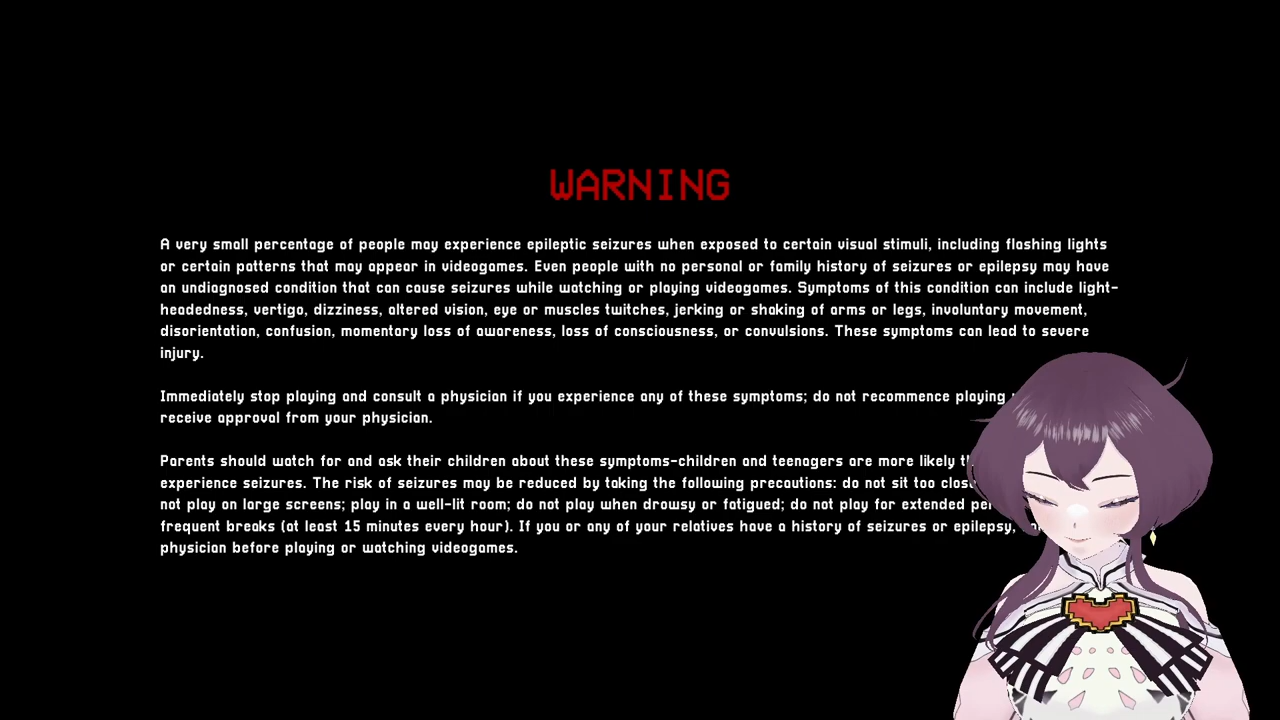 WARNING
A very small percentage of people may experience epileptic seizures when exposed to certain visual stimuli, including flashing lights
or certain patterns that may appear in videogames. Even people with no personal or family history of seizures or epilepsy may have
an undiagnosed condition that can cause seizures while watching or playing videogames. Symptoms of this condition can include light-
headedness, vertigo, dizziness, altered vision, eye or muscles twitches, jerking or shaking of arms or legs, involuntary movement,
disorientation, confusion, momentary loss of awareness, loss of consciousness, or convulsions. These symptoms can lead to severe
injury.
Immediately stop playing and consult a physician if you experience any of these symptoms; do not recommence playing
receive approval from your physician.
Parents should watch for and ask their children about these symptoms-children and teenagers are more likely
experience seizures. The risk of seizures may be reduced by taking the following precautions: do not sit too
not play on large screens; play in a well-lit room; do not play when drowsy or fatigued; do not play for extended
frequent breaks (at least 15 minutes every hour). If you or any of your relatives have a history of seizures or epilepsy,
physician before playing or watching videogames.